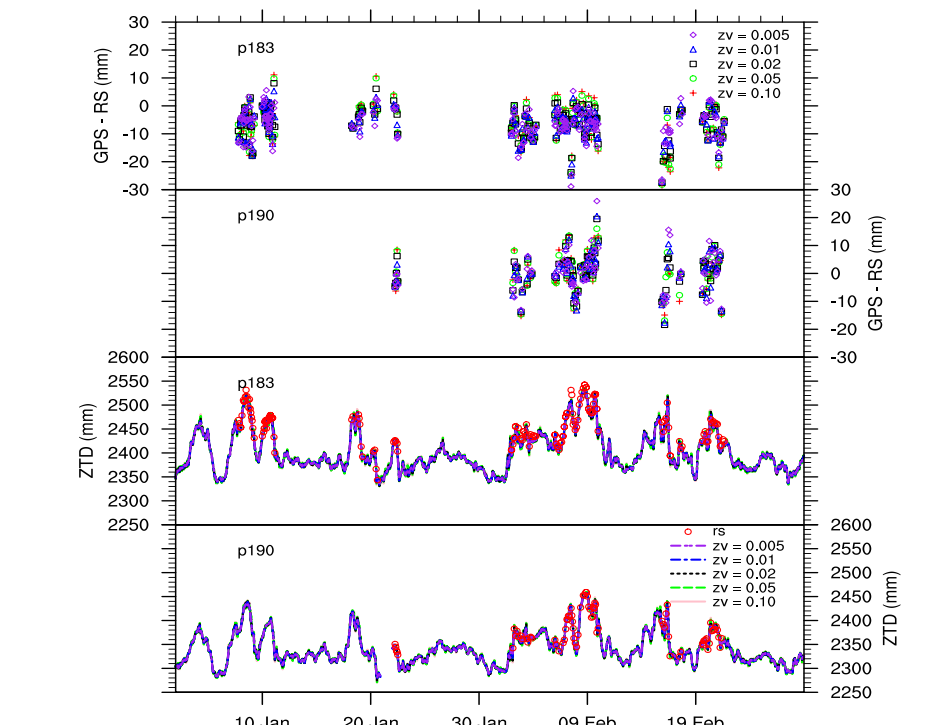 30
20
10
0
-10
-20
-30
GPS - RS (mm)
p183
zv = 0.005
zv = 0.01
zv = 0.02
zv = 0.05
zv = 0.10
p190
30
20
10
0
-10
-20
-30
GPS - RS (mm)
2600
2550
2500
2450
2400
2350
2300
2250
ZTD (mm)
p183
p190
rs
zv = 0.005
zv = 0.01
zv = 0.02
zv = 0.05
zv = 0.10
2600
2550
2500
2450
2400
2350
2300
2250
ZTD (mm)
10 Jan
20 Jan
30 Jan
09 Feb
19 Feb